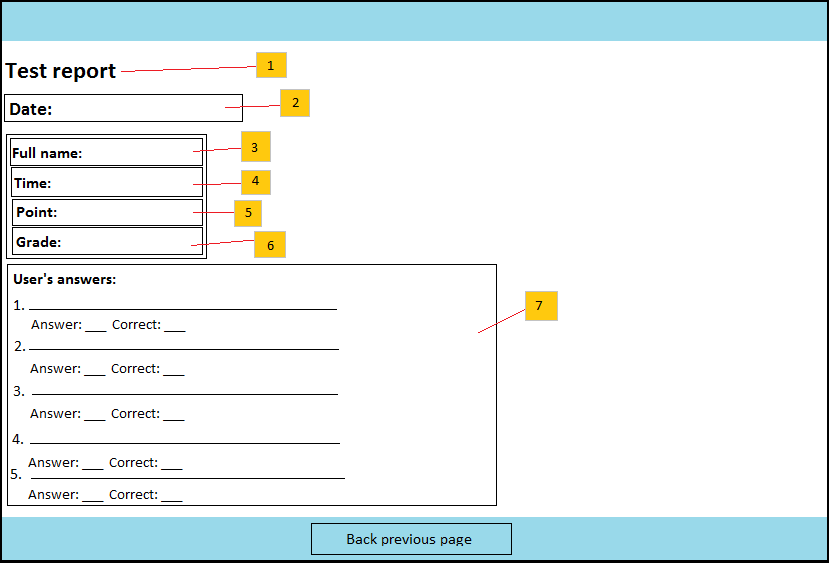 Test report 1
Date: 2
Full name: 3
Time: 4
Point: 5
Grade: 6
User's answers:
7
1. 
Answer: ___ Correct: ___
2. 
Answer: ___ Correct: ___
3. 
Answer: ___ Correct: ___
4. 
Answer: ___ Correct: ___
5. 
Answer: ___ Correct: ___
Back previous page